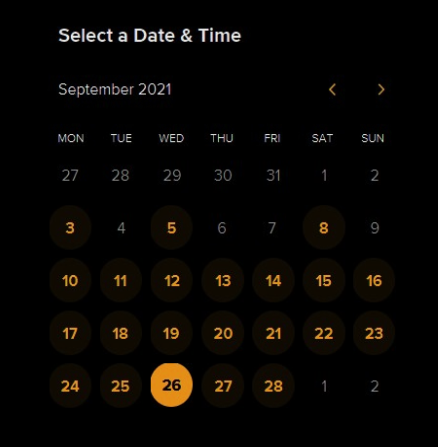 Select a Date & Time
September 2021
MON TUE WED THU FRI SAT SUN
27 28 29 30 31 1 2
3 4 5 6 7 8 9
10 11 12 13 14 15 16
17 18 19 20 21 22 23
24 25 26 27 28 1 2